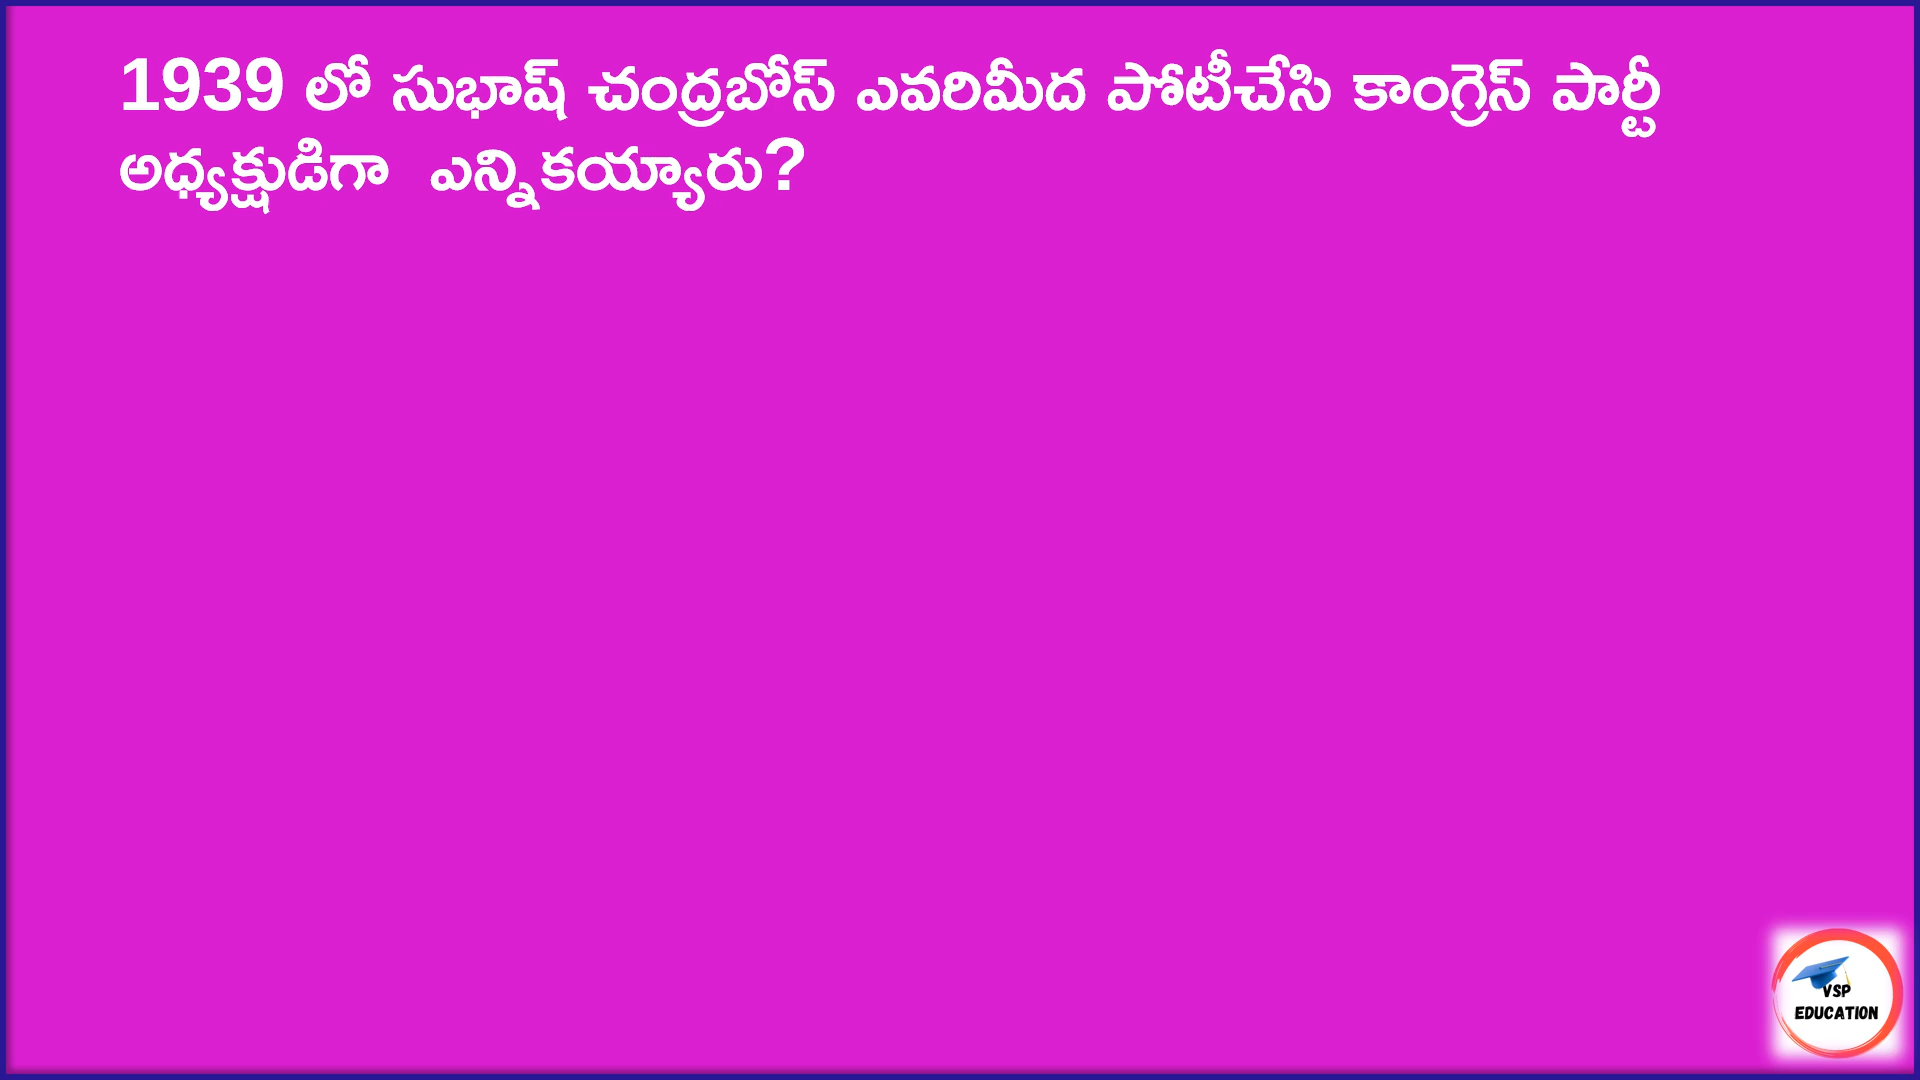 1939 లో సుభాష్ చంద్రబోస్ ఎవరిమీద పోటీచేసి కాంగ్రెస్ పార్టీ
అధ్యక్షుడిగా  ఎన్నికయ్యారు?
VSP
EDUCATION